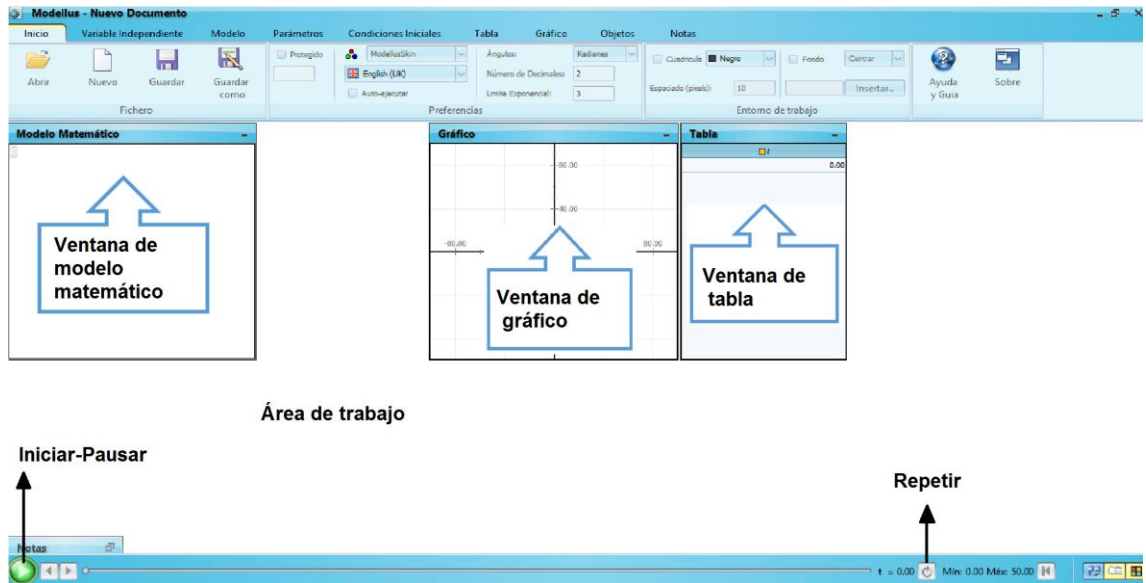 Modellus - Nuevo Documento
Inicio Variable Independiente Modelo Parámetros Condiciones Iniciales Tabla Gráfico Objetos Notas
Protegido ModellusSkin Ángulos: Radianes Cuadrícula Negro Fondo Centrar
Abrir Nuevo Guardar Guardar como
English (UK) Número de Decimales: 2
Auto-ejecutar Límite Exponencial: 3
Espaciado (pixels): 10 Insertar...
Ayuda y Guia Sobre
Fichero Preferencias Entorno de trabajo
Modelo Matemático
Gráfico
Tabla
t
0.00
80.00
40.00
-80.00 80.00
Ventana de
modelo
matemático
Ventana de
gráfico
Ventana de
tabla
Área de trabajo
Iniciar-Pausar
Repetir
Notas
t = 0.00 Mín: 0.00 Máx: 50.00